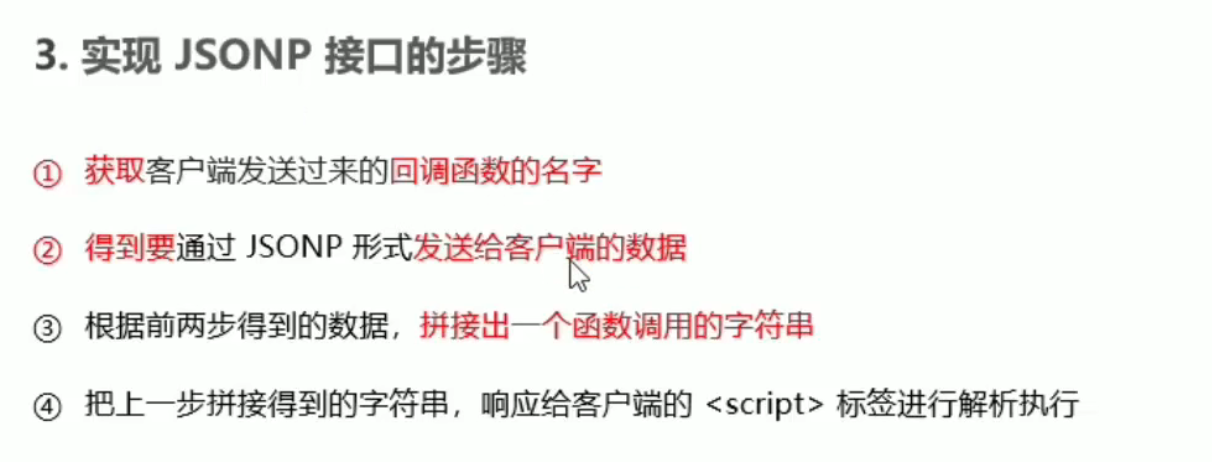 3. 实现 JSONP 接口的步骤
① 获取客户端发送过来的回调函数的名字
② 得到要通过 JSONP 形式发送给客户端的数据
③ 根据前两步得到的数据，拼接出一个函数调用的字符串
④ 把上一步拼接得到的字符串，响应给客户端的 <script> 标签进行解析执行